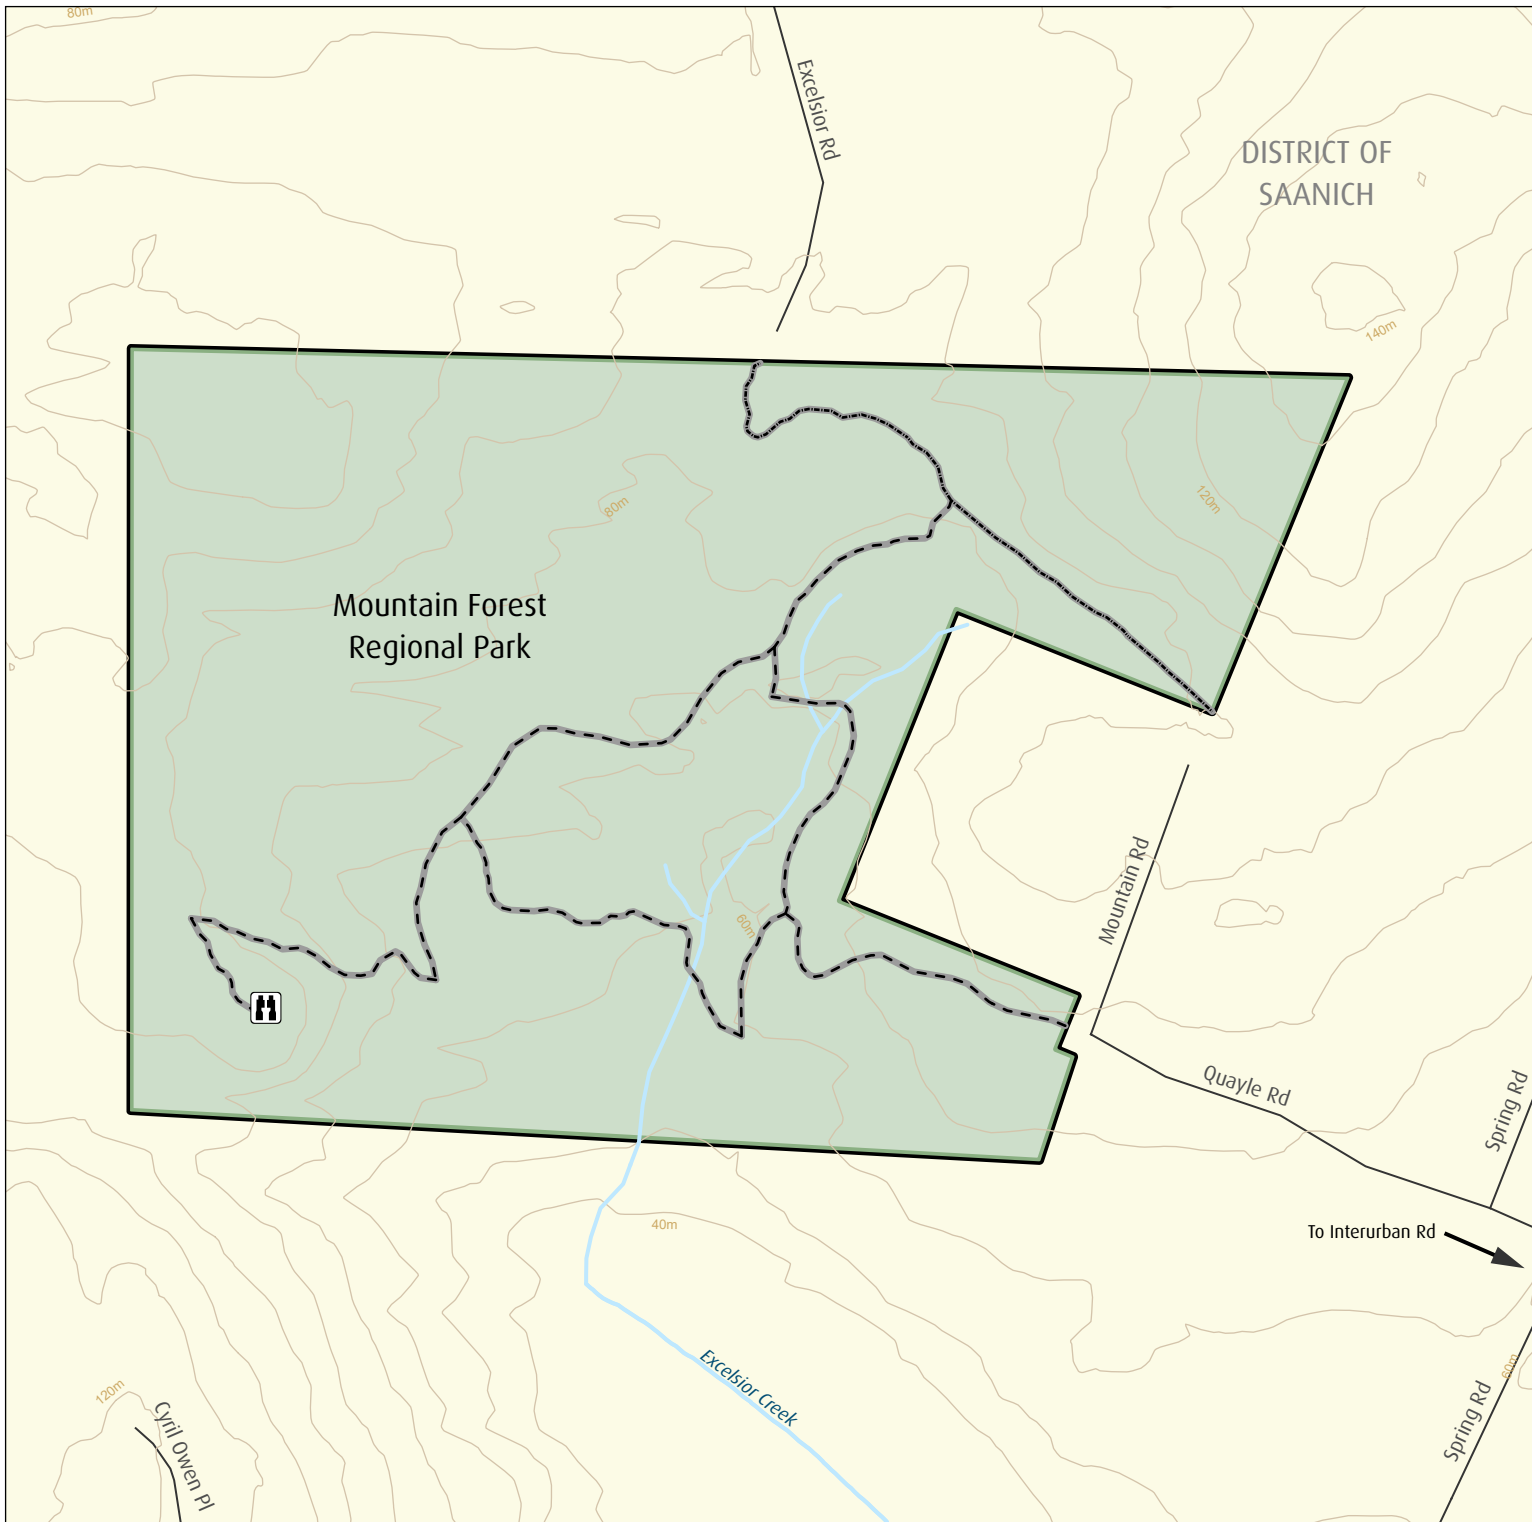 80m
Excelsior Rd
DISTRICT OF
SAANICH
140m
120m
80m
Mountain Forest
Regional Park
Mountain Rd
60m
Quayle Rd
Spring Rd
40m
To Interurban Rd
Excelsior Creek
60m
120m
Cyril Owen Pl
Spring Rd